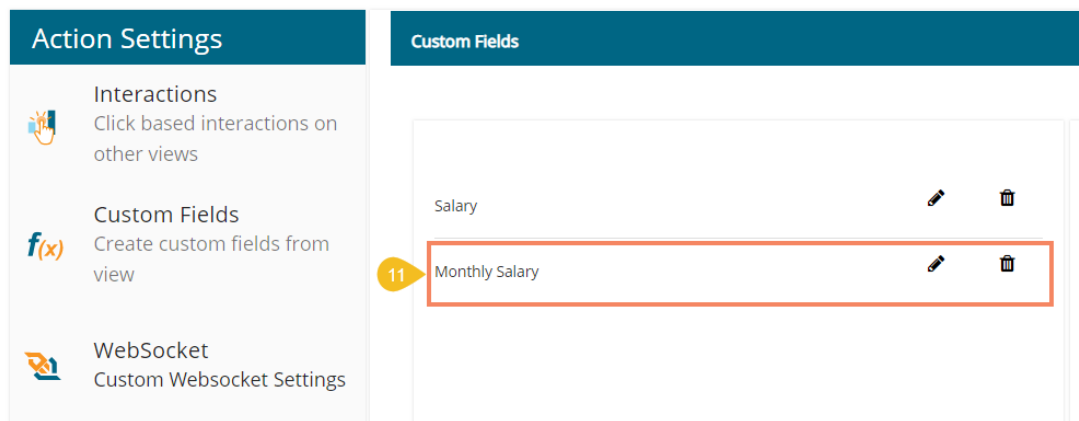 Action Settings
Custom Fields
Interactions
Click based interactions on
other views
Custom Fields
Create custom fields from
view
f(x)
WebSocket
Custom Websocket Settings
Salary
11
Monthly Salary